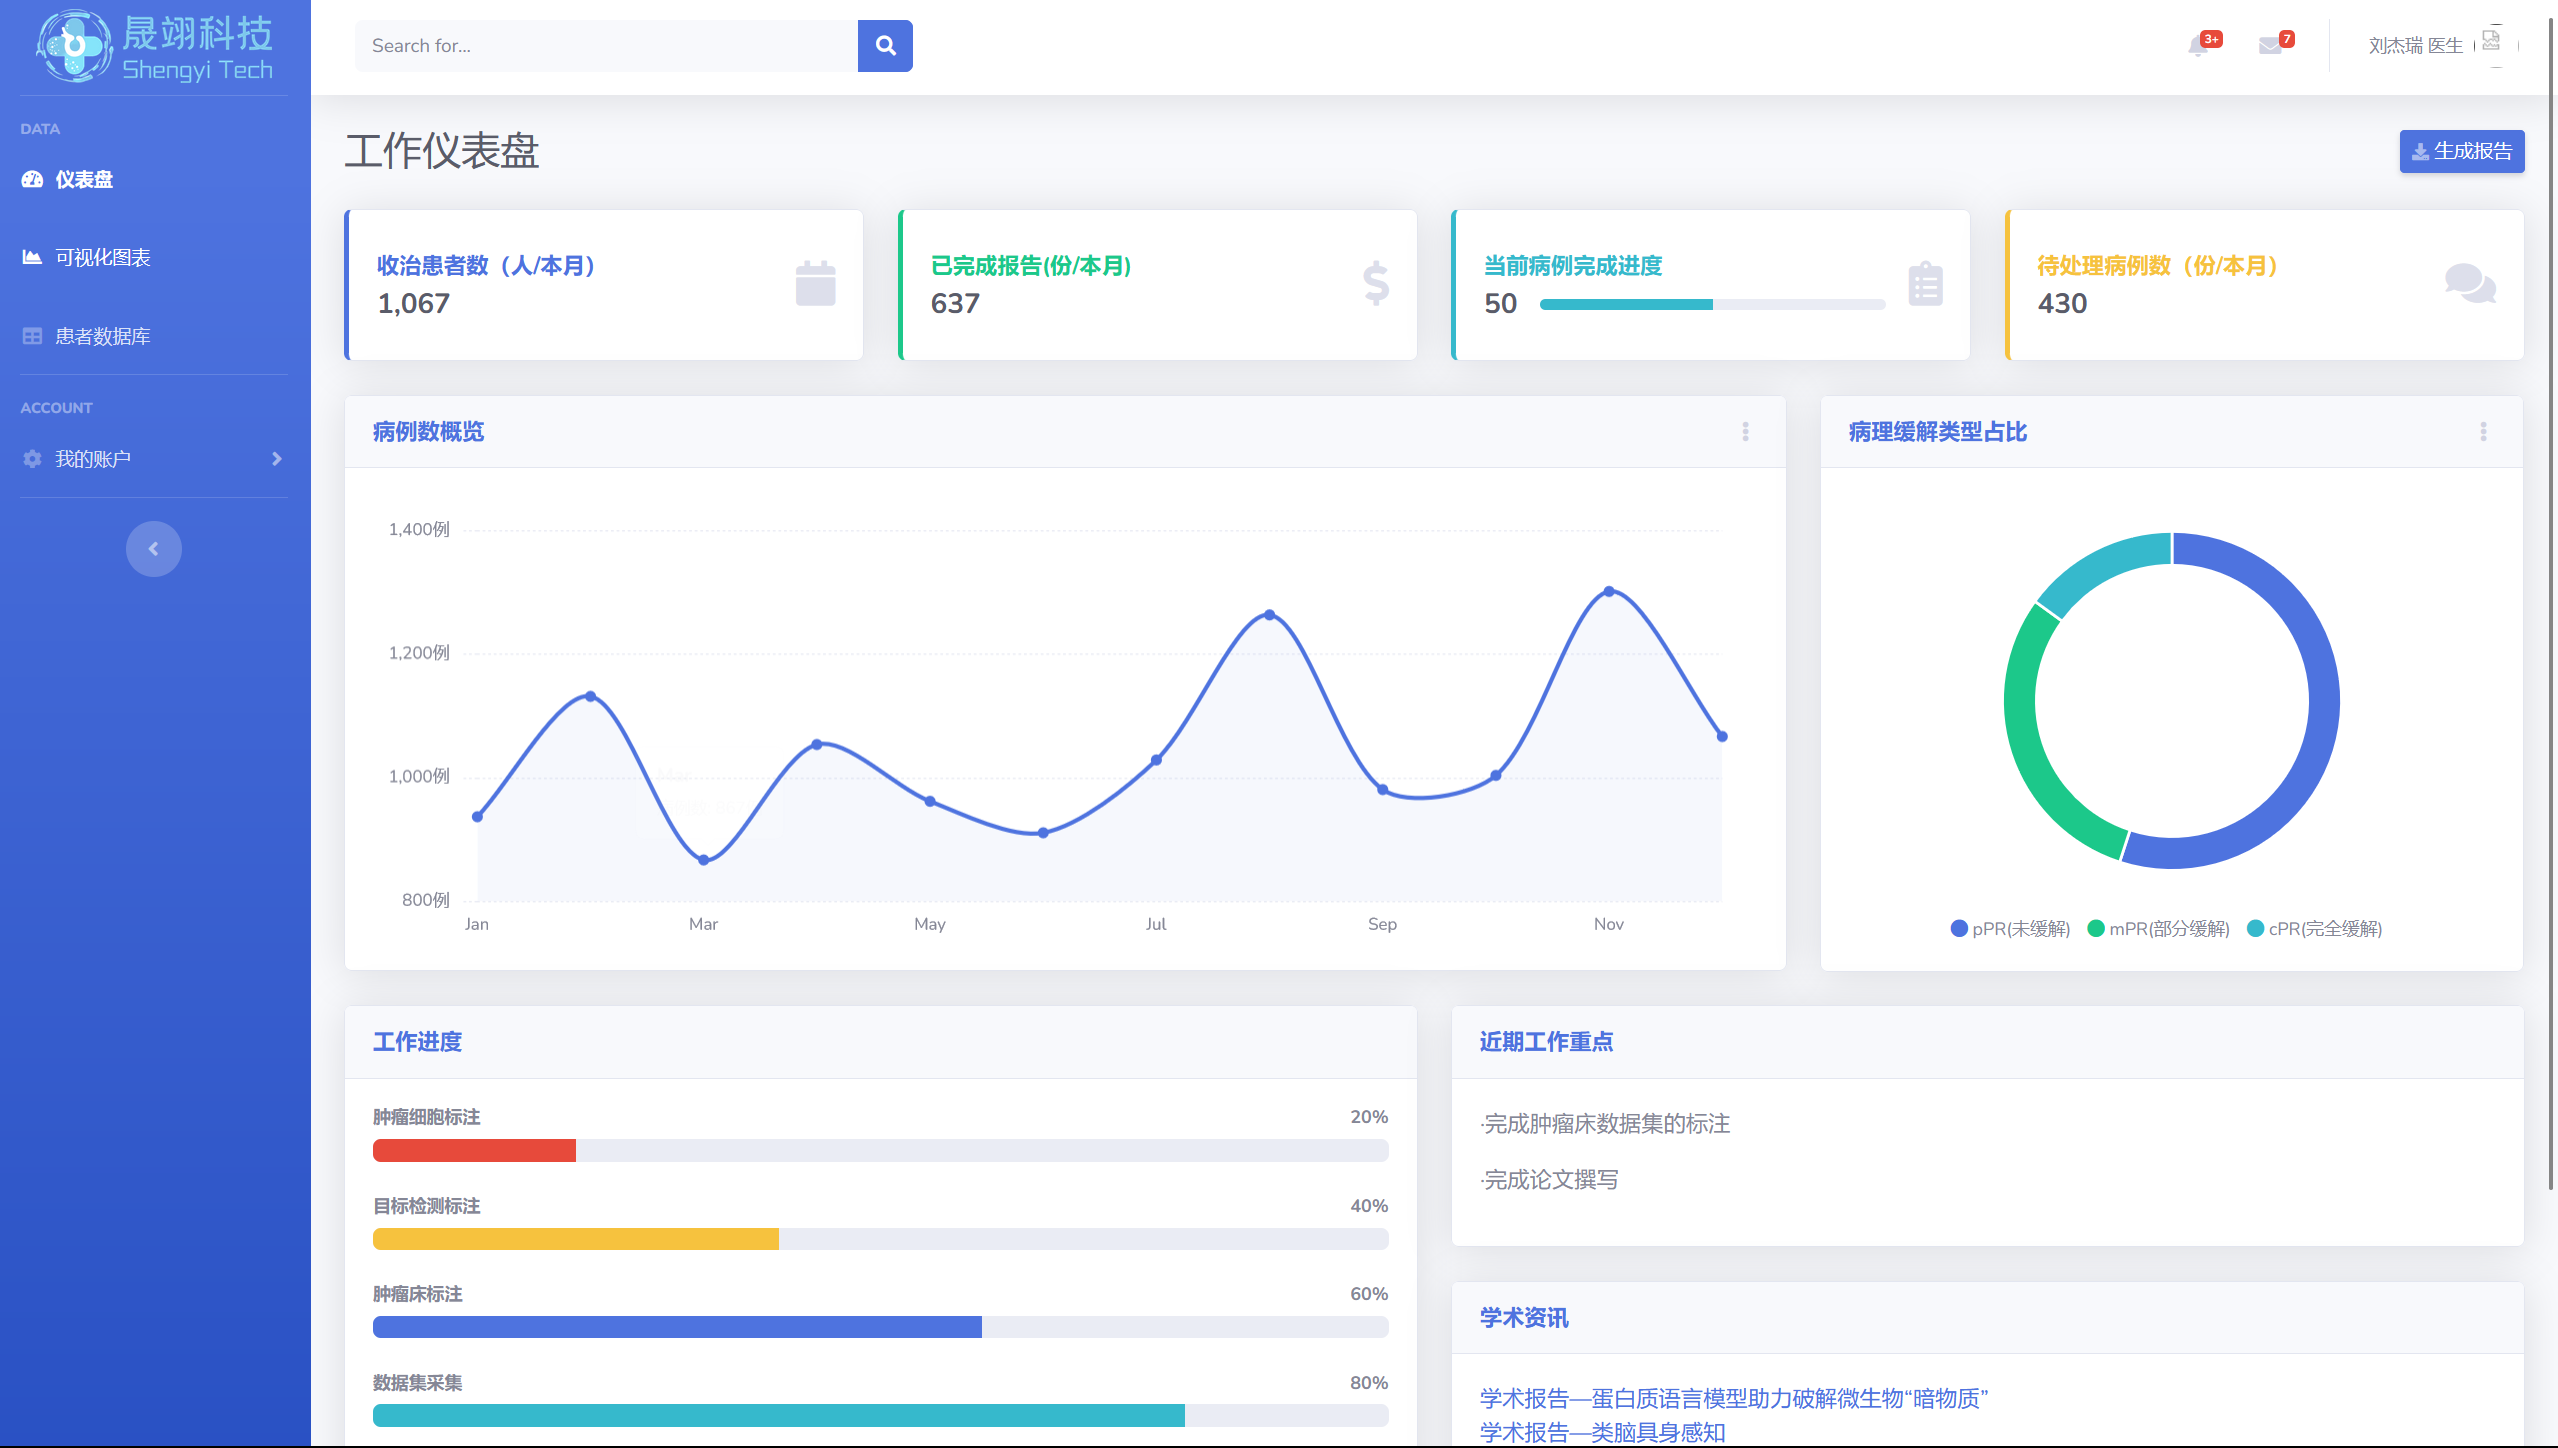 晟翊科技
Shengyi Tech
DATA
仪表盘
可视化图表
患者数据库
ACCOUNT
我的账户
Search for...
3+
7
刘杰瑞 医生
工作仪表盘
生成报告
收治患者数（人/本月）
1,067
已完成报告(份/本月)
637
当前病例完成进度
50
待处理病例数（份/本月）
430
病例数概览
1,400例
1,200例
1,000例
800例
Jan Mar May Jul Sep Nov
病理缓解类型占比
pPR(未缓解) mPR(部分缓解) cPR(完全缓解)
工作进度
肿瘤细胞标注 20%
目标检测标注 40%
肿瘤床标注 60%
数据集采集 80%
近期工作重点
·完成肿瘤床数据集的标注
·完成论文撰写
学术资讯
学术报告—蛋白质语言模型助力破解微生物“暗物质”
学术报告—类脑具身感知